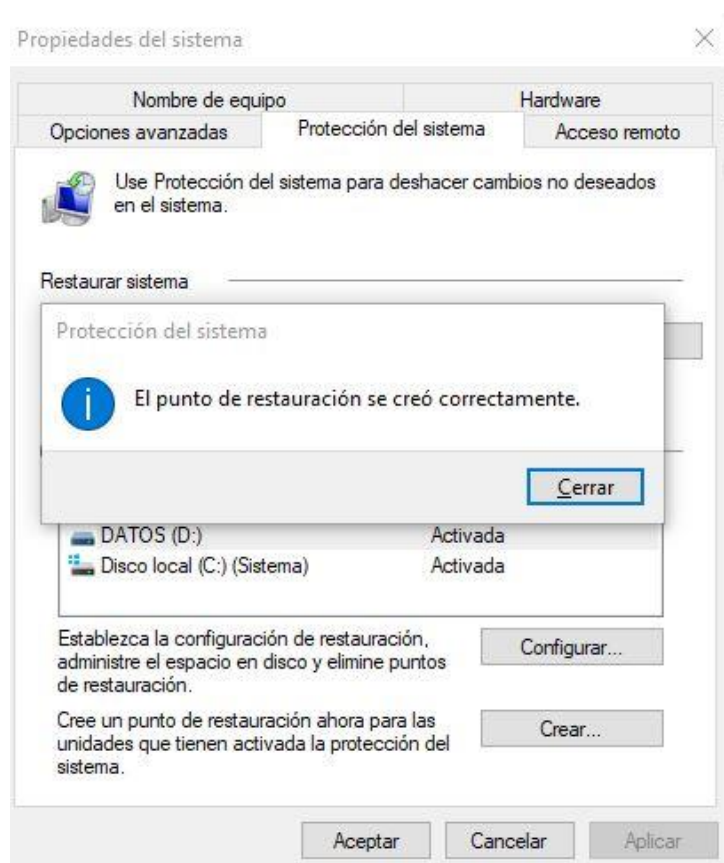 Propiedades del sistema
Nombre de equipo
Hardware
Opciones avanzadas
Protección del sistema
Acceso remoto
Use Protección del sistema para deshacer cambios no deseados
en el sistema.
Restaurar sistema
Protección del sistema
El punto de restauración se creó correctamente.
Cerrar
DATOS (D:)
Activada
Disco local (C:) (Sistema)
Activada
Establezca la configuración de restauración,
administre el espacio en disco y elimine puntos
de restauración.
Configurar...
Cree un punto de restauración ahora para las
unidades que tienen activada la protección del
sistema.
Crear...
Aceptar
Cancelar
Aplicar